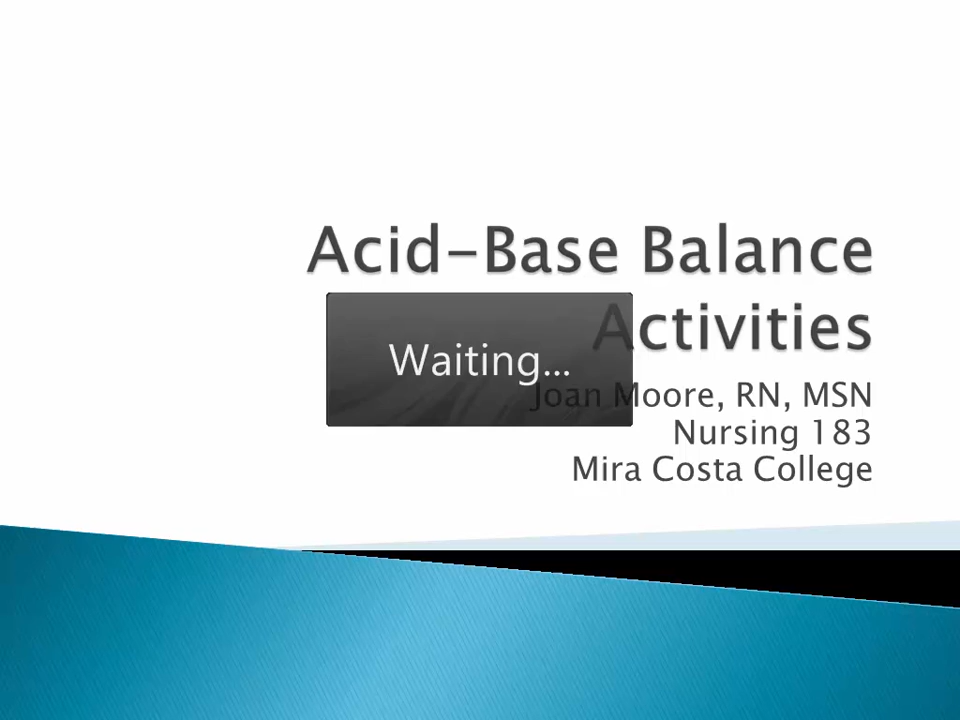 Acid-Base Balance
Activities
Waiting...
Joan Moore, RN, MSN
Nursing 183
Mira Costa College